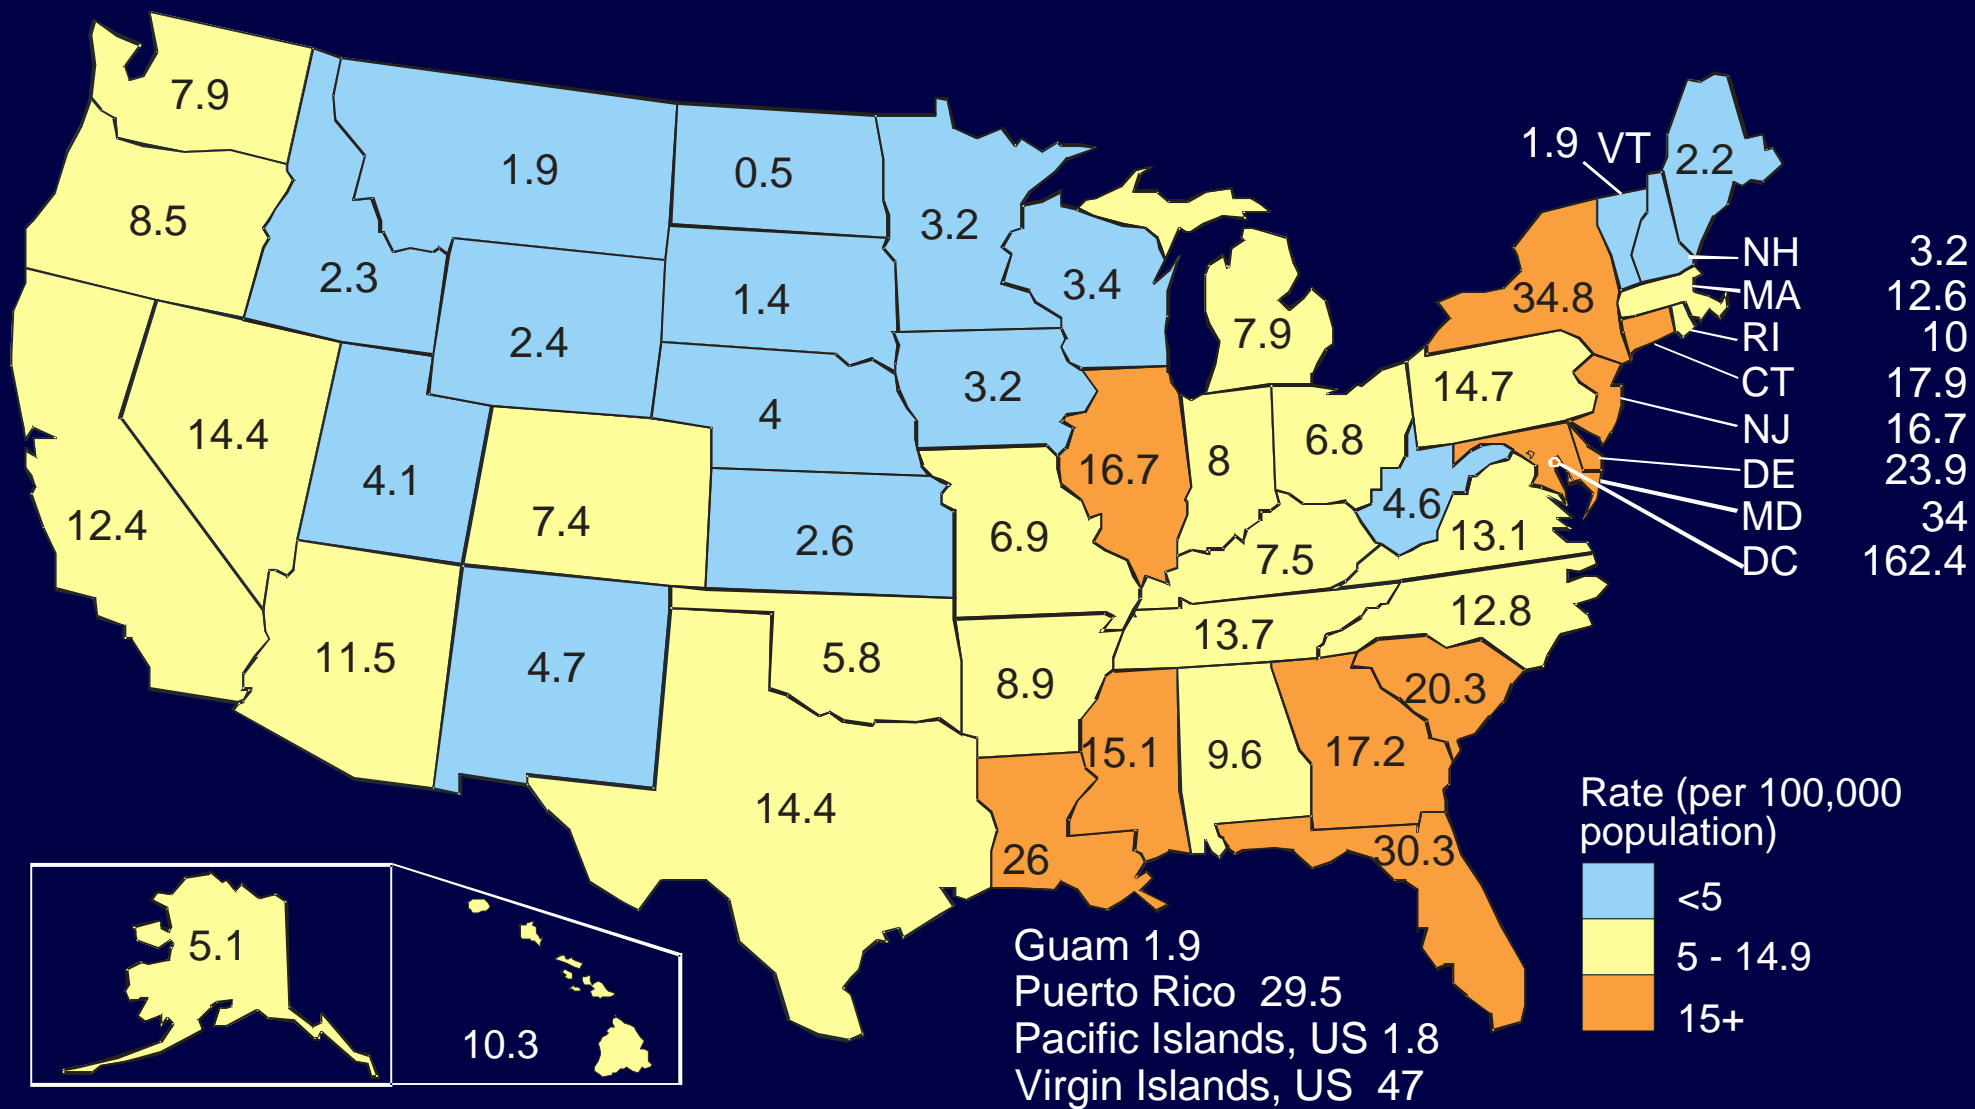 7.9
1.9
0.5
1.9 VT
2.2
8.5
3.2
2.3
1.4
3.4
34.8
NH 3.2
MA 12.6
RI 10
CT 17.9
NJ 16.7
DE 23.9
MD 34
DC 162.4
2.4
7.9
14.4
4
3.2
14.7
4.1
16.7
8
6.8
12.4
7.4
2.6
6.9
7.5
4.6
13.1
11.5
4.7
5.8
8.9
13.7
12.8
20.3
14.4
15.1
9.6
17.2
26
30.3
5.1
10.3
Guam 1.9
Puerto Rico 29.5
Pacific Islands, US 1.8
Virgin Islands, US 47
Rate (per 100,000
population)
<5
5 - 14.9
15+